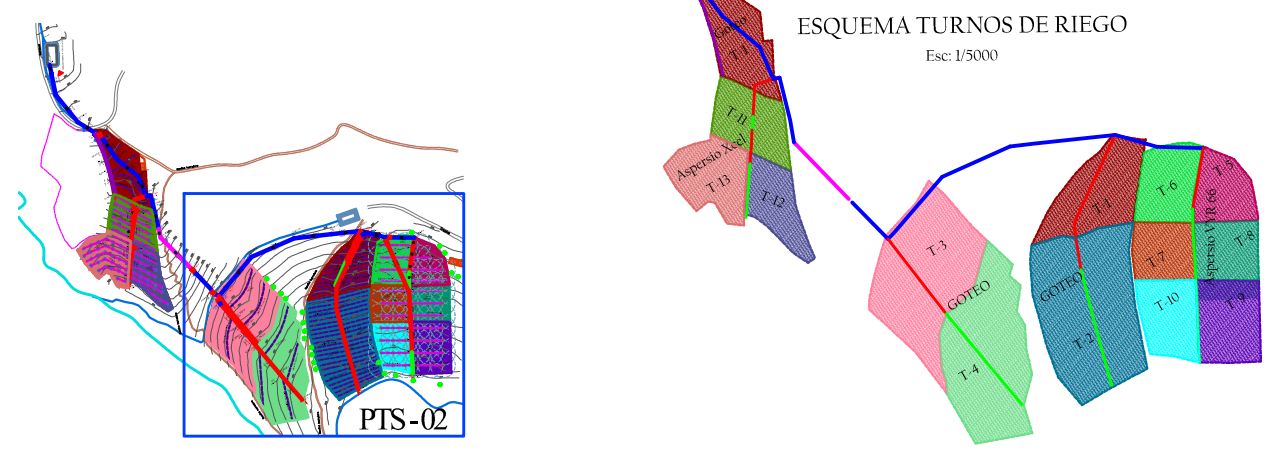 ESQUEMA TURNOS DE RIEGO
Esc: 1/5000
Goteo
T-11
Aspersio Xcel
T-13
T-12
T-3
GOTEO
T-4
T-1
GOTEO
T-2
T-6
T-5
Aspersio VYR 66
T-7
T-8
T-10
T-9
PTS-02